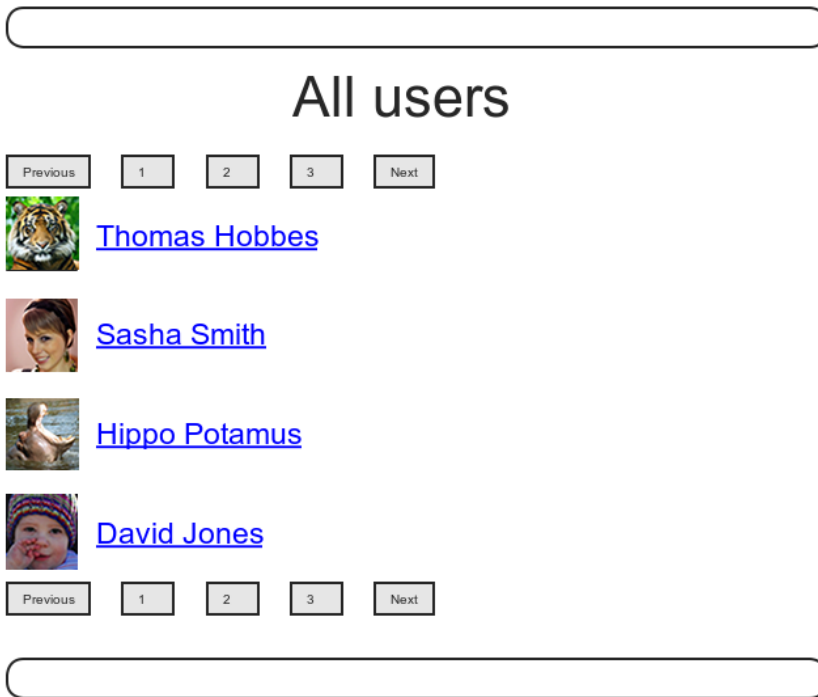 All users
Previous 1 2 3 Next
Thomas Hobbes
Sasha Smith
Hippo Potamus
David Jones
Previous 1 2 3 Next